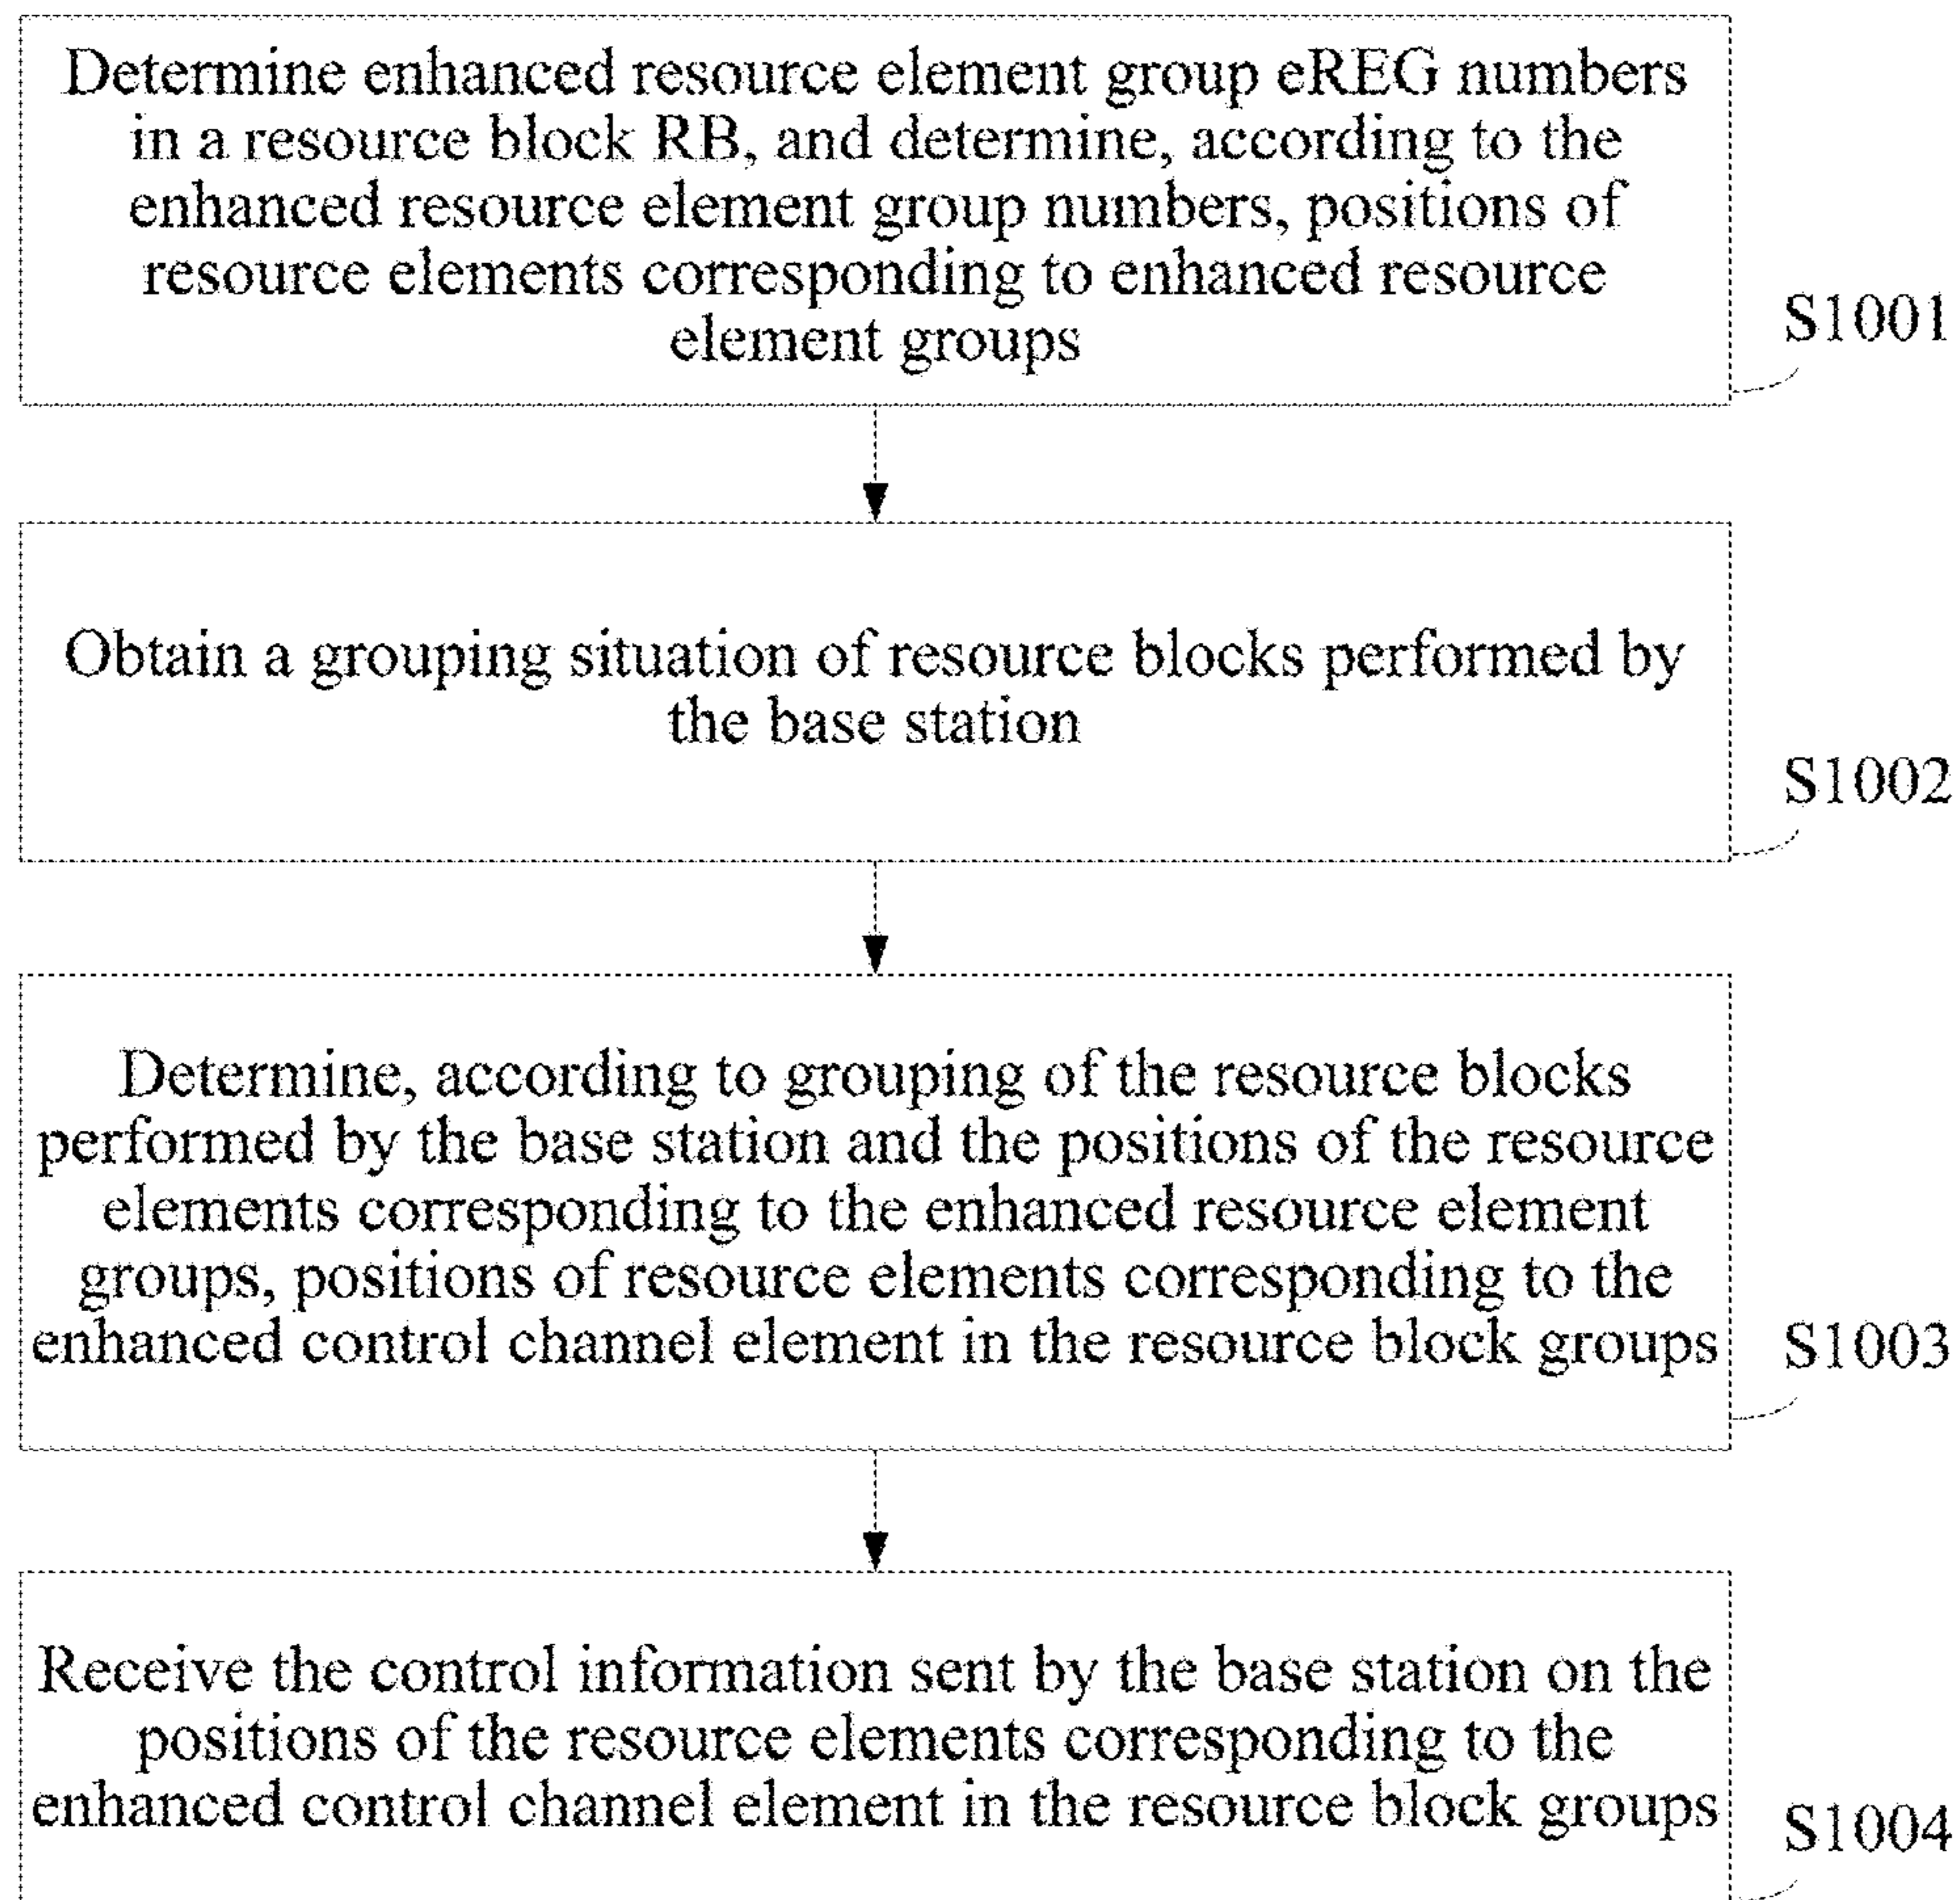 Determine enhanced resource element group eREG numbers
in a resource block RB, and determine, according to the
enhanced resource element group numbers, positions of
resource elements corresponding to enhanced resource
element groups
S1001
Obtain a grouping situation of resource blocks performed by
the base station
S1002
Determine, according to grouping of the resource blocks
performed by the base station and the positions of the resource
elements corresponding to the enhanced resource element
groups, positions of resource elements corresponding to the
enhanced control channel element in the resource block groups
S1003
Receive the control information sent by the base station on the
positions of the resource elements corresponding to the
enhanced control channel element in the resource block groups
S1004